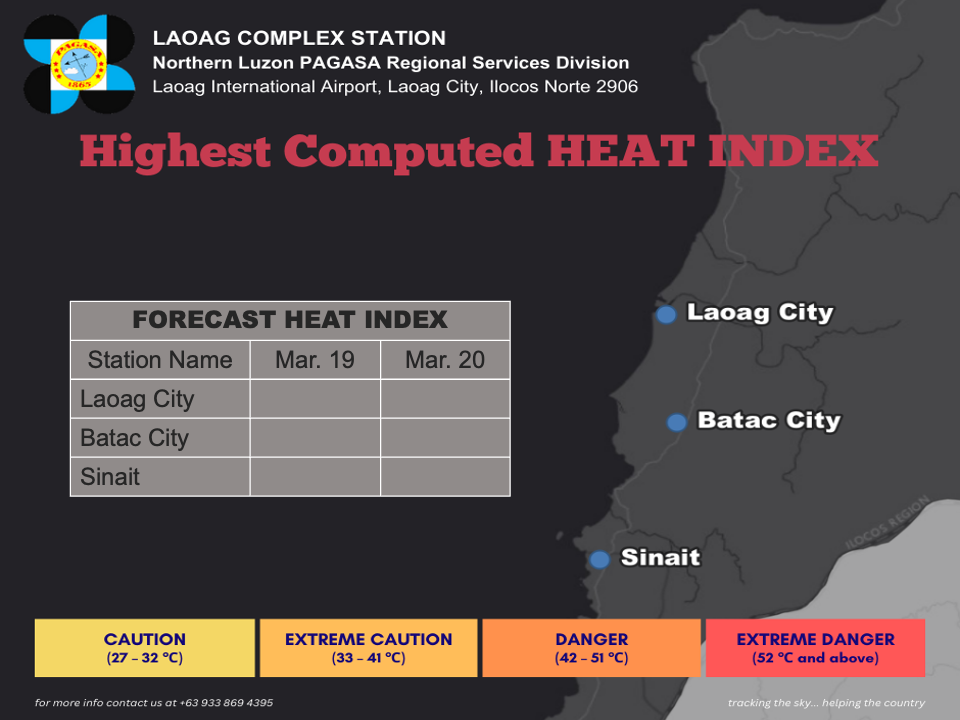 PAGASA
1865
LAOAG COMPLEX STATION
Northern Luzon PAGASA Regional Services Division
Laoag International Airport, Laoag City, Ilocos Norte 2906
Highest Computed HEAT INDEX
FORECAST HEAT INDEX
Station Name Mar. 19 Mar. 20
Laoag City
Batac City
Sinait
Laoag City
Batac City
ILOCOS REGION
Sinait
CAUTION
(27 – 32 °C)
EXTREME CAUTION
(33 – 41 °C)
DANGER
(42 – 51 °C)
EXTREME DANGER
(52 °C and above)
for more info contact us at +63 933 869 4395
tracking the sky... helping the country